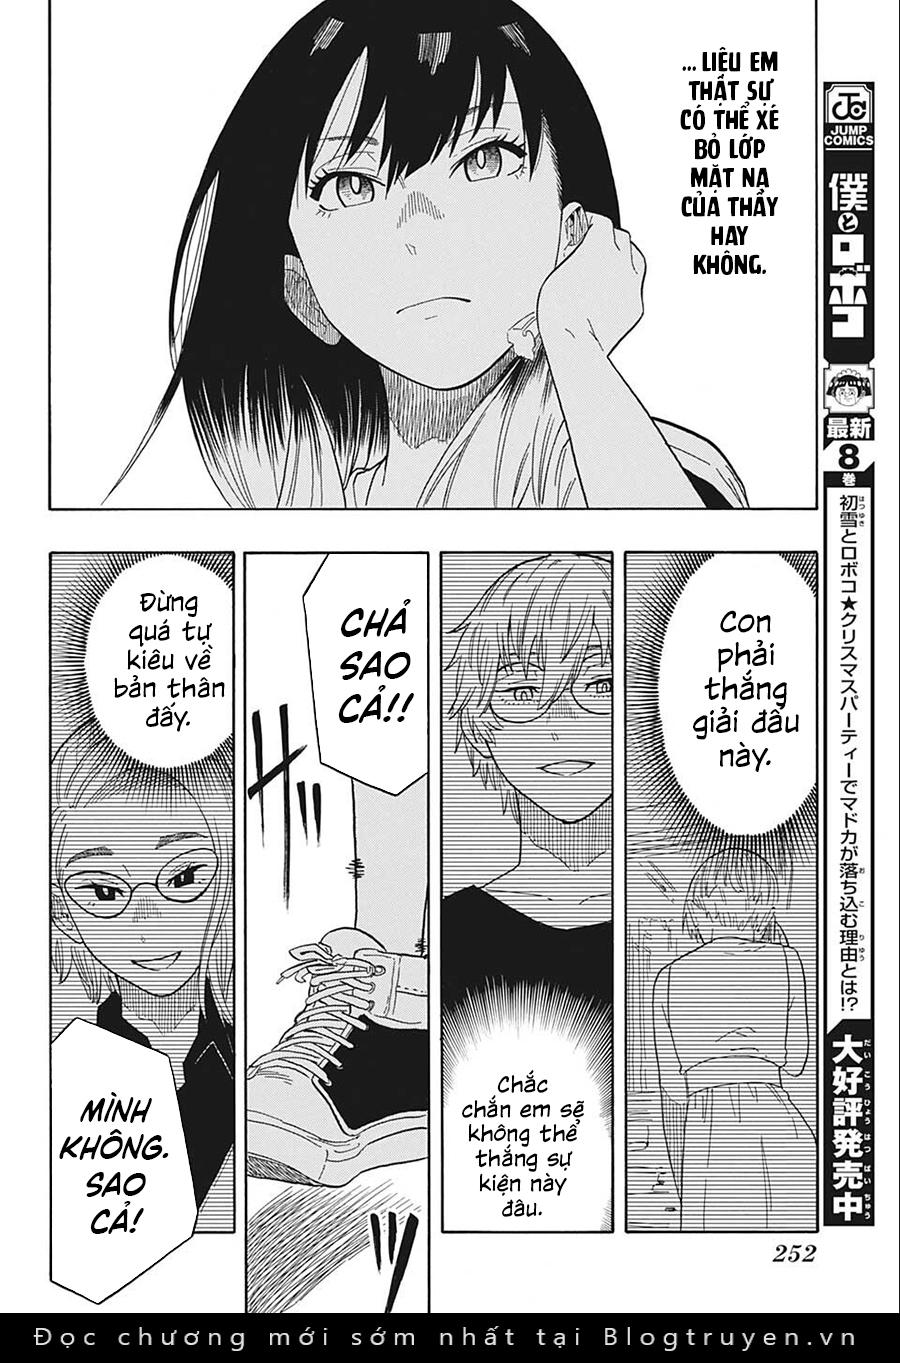 ... LIỆU EM
THẬT SỰ
CÓ THỂ XÉ
BỎ LỚP
MẶT NẠ
CỦA THẦY
HAY
KHÔNG.
Con
phải
thắng
giải đấu
này.
Chắc
chắn em sẽ
không thể
thắng sự
kiện này
đâu.
CHẢ
SAO
CẢ!!
Đừng
quá tự
kiêu về
bản thân
đấy.
MÌNH
KHÔNG.
SAO
CẢ!
JUMP
COMICS
僕とロボコ
最新
8
巻
初雪とロボコ★クリスマスパーティーでマドカが落ち込む理由とは!?
大好評発売中
252
Đọc chương mới sớm nhất tại Blogtruyen.vn